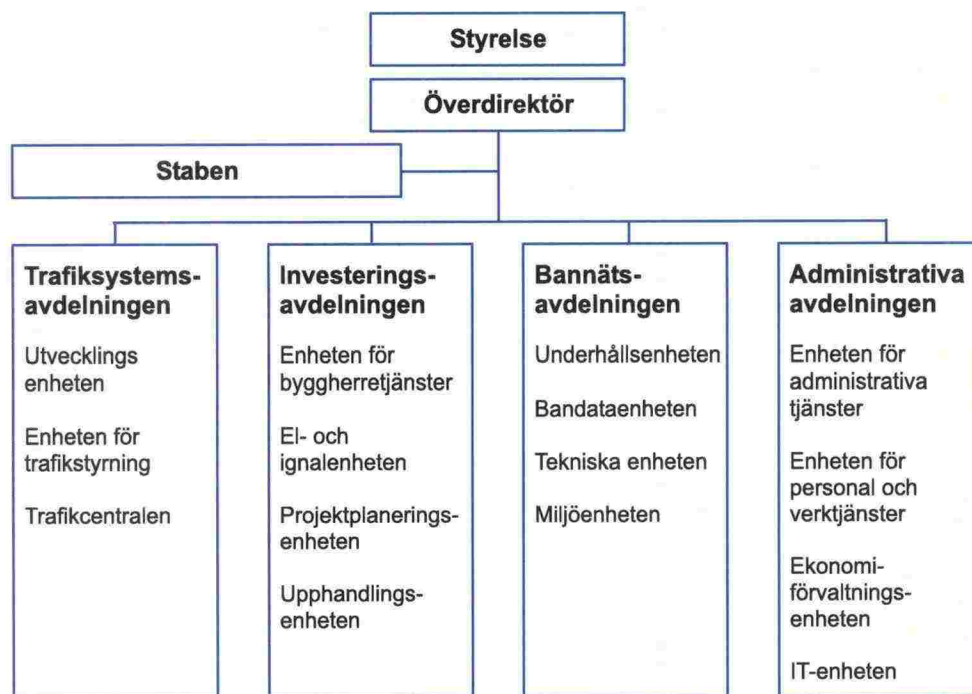 Styrelse
Överdirektör
Staben
Trafiksystems-
avdelningen
Utvecklings
enheten
Enheten för
trafikstyrning
Trafikcentralen
Investerings-
avdelningen
Enheten för
byggherretjänster
El- och
ignalenheten
Projektplanerings-
enheten
Upphandlings-
enheten
Bannäts-
avdelningen
Underhållsenheten
Bandataenheten
Tekniska enheten
Miljöenheten
Administrativa
avdelningen
Enheten för
administrativa
tjänster
Enheten för
personal och
verktjänster
Ekonomi-
förvaltnings-
enheten
IT-enheten